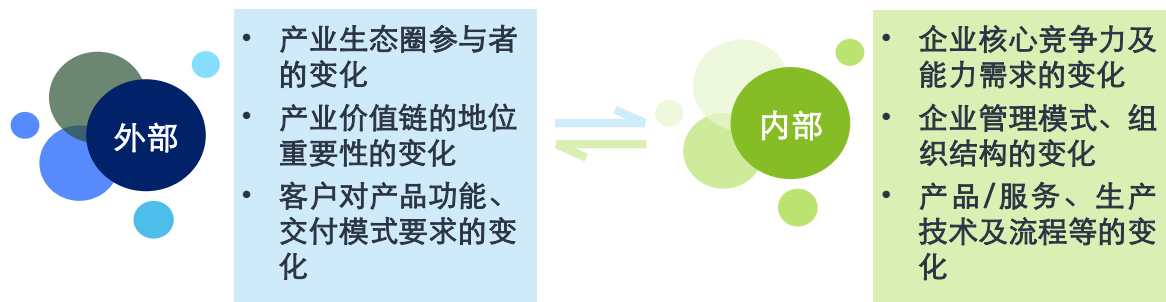 外部
• 产业生态圈参与者
的变化
• 产业价值链的地位
重要性的变化
• 客户对产品功能、
交付模式要求的变
化
内部
• 企业核心竞争力及
能力需求的变化
• 企业管理模式、组
织结构的变化
• 产品/服务、生产
技术及流程等的变
化